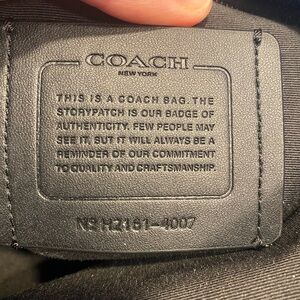 COACH
NEW YORK
THIS IS A COACH BAG. THE
STORYPATCH IS OUR BADGE OF
AUTHENTICITY. FEW PEOPLE MAY
SEE IT, BUT IT WILL ALWAYS BE A
REMINDER OF OUR COMMITMENT
TO QUALITY AND CRAFTSMANSHIP.
Nº H2161-4007